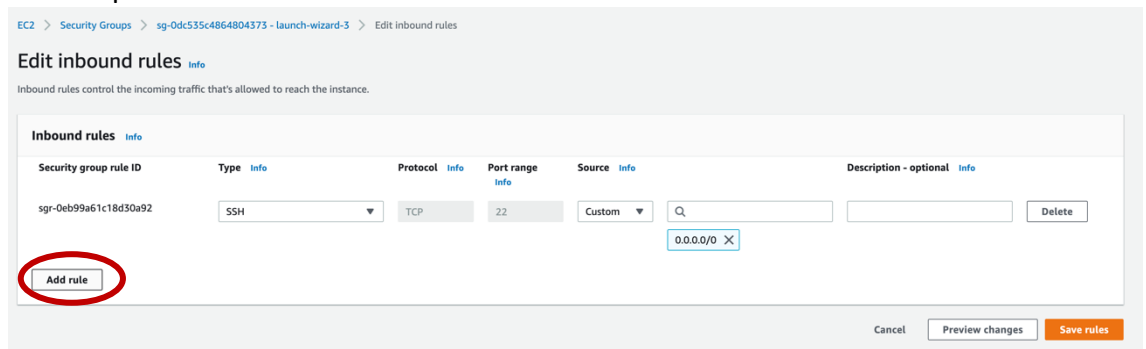 EC2 > Security Groups > sg-0dc535c4864804373 - launch-wizard-3 > Edit inbound rules
Edit inbound rules Info
Inbound rules control the incoming traffic that's allowed to reach the instance.
Inbound rules Info
Security group rule ID Type Info Protocol Info Port range Info Source Info Description - optional Info
sgr-0eb99a61c18d30a92 SSH TCP 22 Custom Delete
0.0.0.0/0
Add rule
Cancel Preview changes Save rules